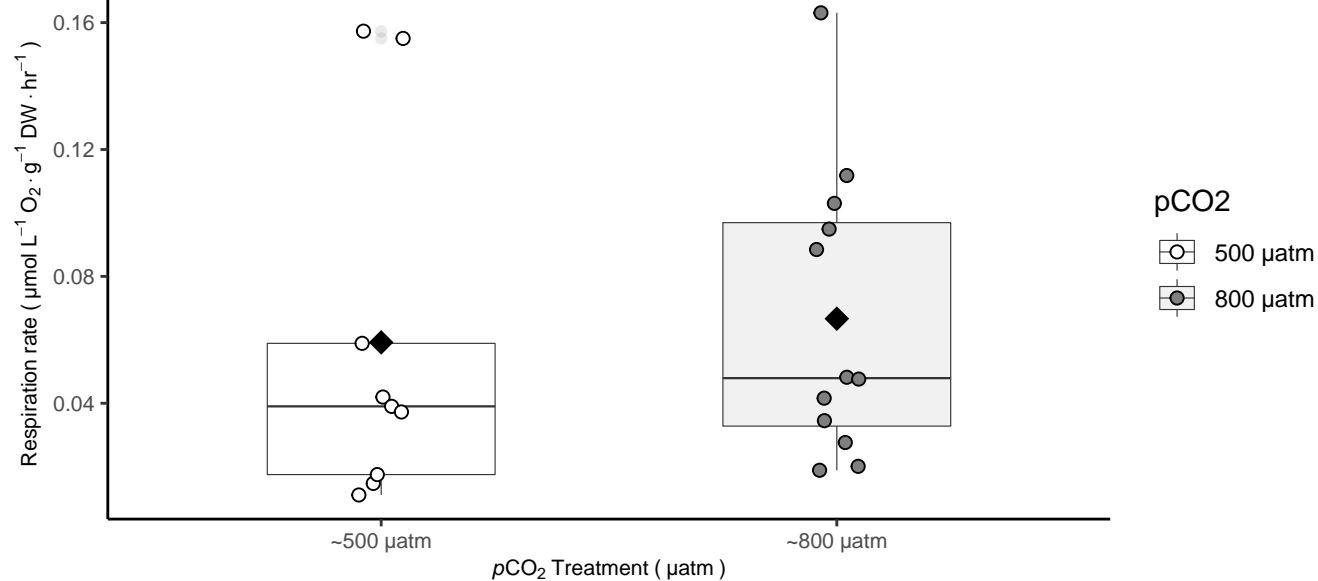 0.16
0.12
0.08
0.04
Respiration rate ( µmol L⁻¹ O₂ · g⁻¹ DW · hr⁻¹ )
~500 µatm
~800 µatm
pCO₂ Treatment ( µatm )
pCO2
500 µatm
800 µatm